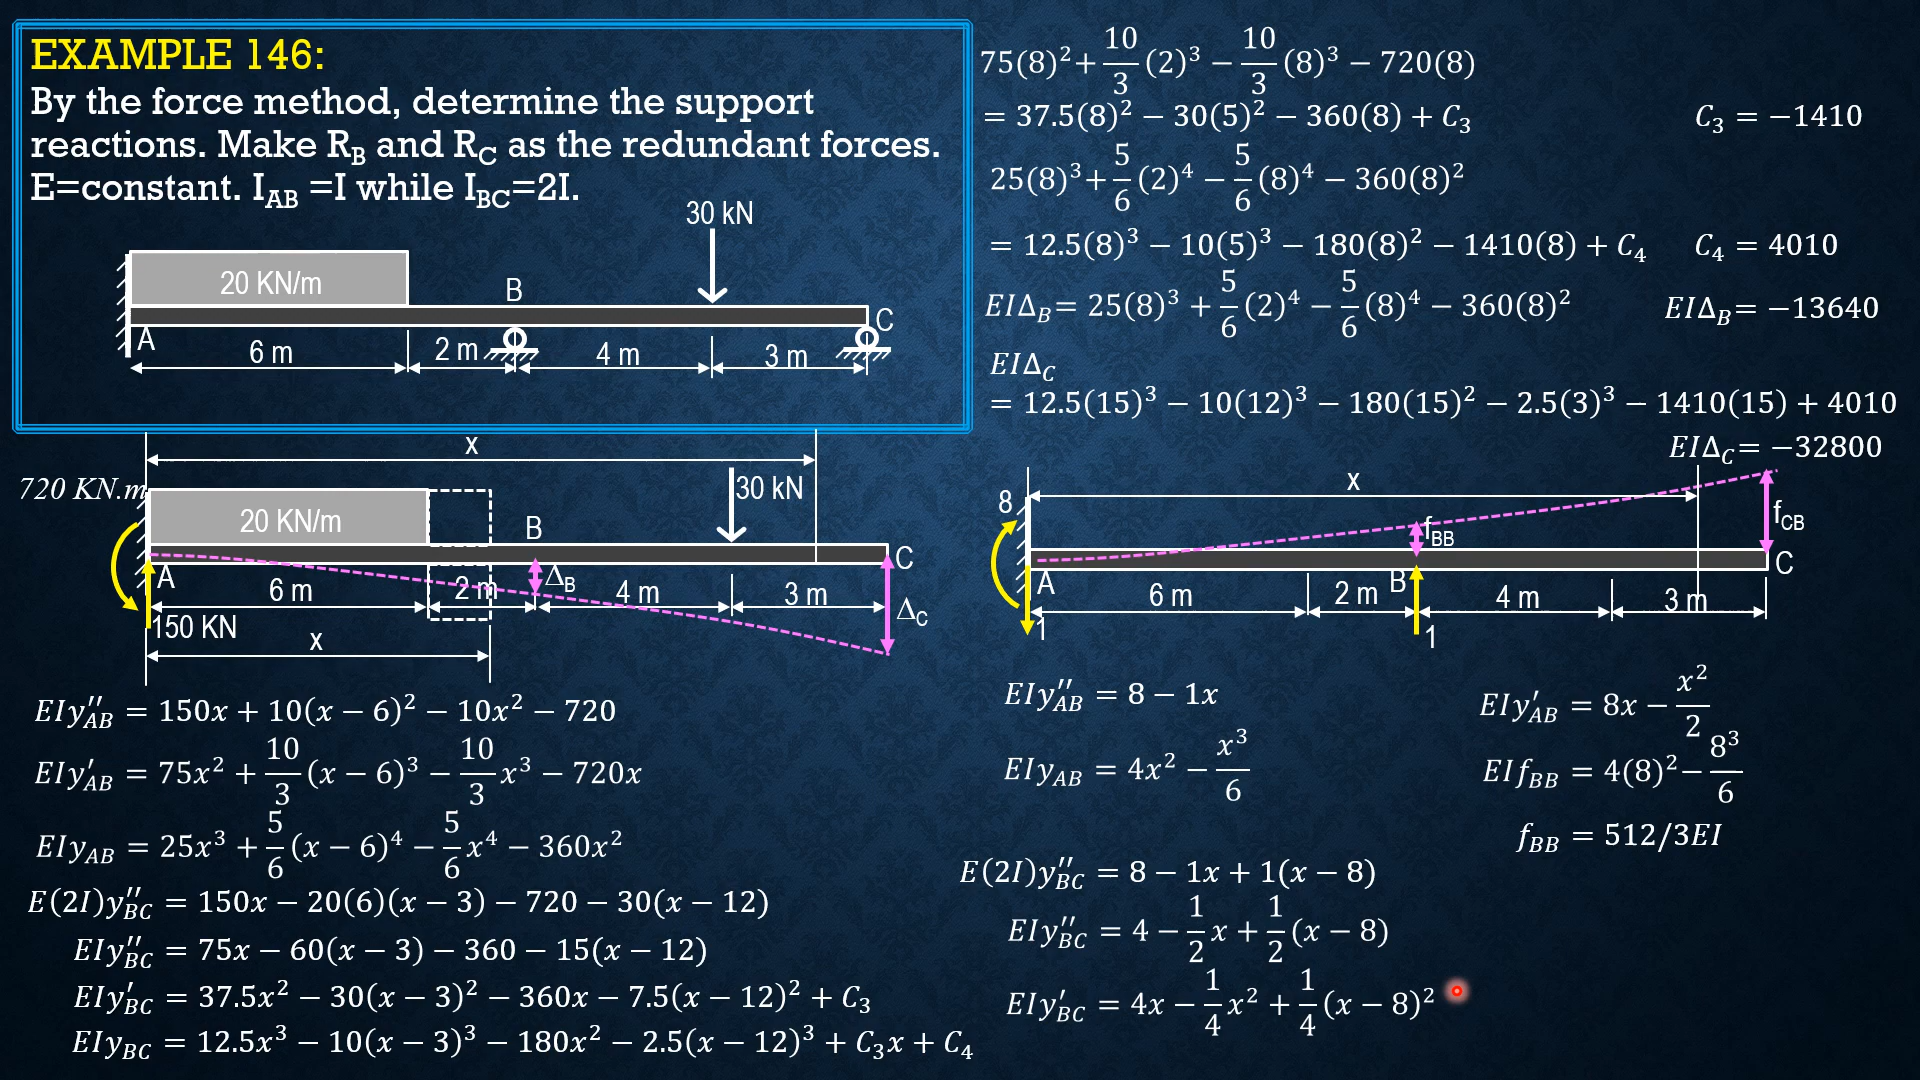 EXAMPLE 146:
By the force method, determine the support
reactions. Make R_B and R_C as the redundant forces.
E=constant. I_AB =I while I_BC=2I.
30 kN
20 KN/m
B
A
C
6 m
2 m
4 m
3 m
x
720 KN.m
30 kN
20 KN/m
B
C
A
Δ_B
6 m
2 m
4 m
3 m
Δ_C
150 KN
x
EIy''_AB = 150x + 10(x − 6)² − 10x² − 720
EIy'_AB = 75x² + 10/3 (x − 6)³ − 10/3 x³ − 720x
EIy_AB = 25x³ + 5/6 (x − 6)⁴ − 5/6 x⁴ − 360x²
E(2I)y''_BC = 150x − 20(6)(x − 3) − 720 − 30(x − 12)
EIy''_BC = 75x − 60(x − 3) − 360 − 15(x − 12)
EIy'_BC = 37.5x² − 30(x − 3)² − 360x − 7.5(x − 12)² + C₃
EIy_BC = 12.5x³ − 10(x − 3)³ − 180x² − 2.5(x − 12)³ + C₃x + C₄
75(8)² + 10/3 (2)³ − 10/3 (8)³ − 720(8)
= 37.5(8)² − 30(5)² − 360(8) + C₃
C₃ = −1410
25(8)³ + 5/6 (2)⁴ − 5/6 (8)⁴ − 360(8)²
= 12.5(8)³ − 10(5)³ − 180(8)² − 1410(8) + C₄
C₄ = 4010
EIΔ_B = 25(8)³ + 5/6 (2)⁴ − 5/6 (8)⁴ − 360(8)²
EIΔ_B = −13640
EIΔ_C
= 12.5(15)³ − 10(12)³ − 180(15)² − 2.5(3)³ − 1410(15) + 4010
EIΔ_C = −32800
x
8
f_BB
f_CB
A
B
C
6 m
2 m
4 m
3 m
1
1
EIy''_AB = 8 − 1x
EIy'_AB = 8x − x²/2
EIy_AB = 4x² − x³/6
EIf_BB = 4(8)² − 8³/6
f_BB = 512/3EI
E(2I)y''_BC = 8 − 1x + 1(x − 8)
EIy''_BC = 4 − 1/2 x + 1/2 (x − 8)
EIy'_BC = 4x − 1/4 x² + 1/4 (x − 8)²